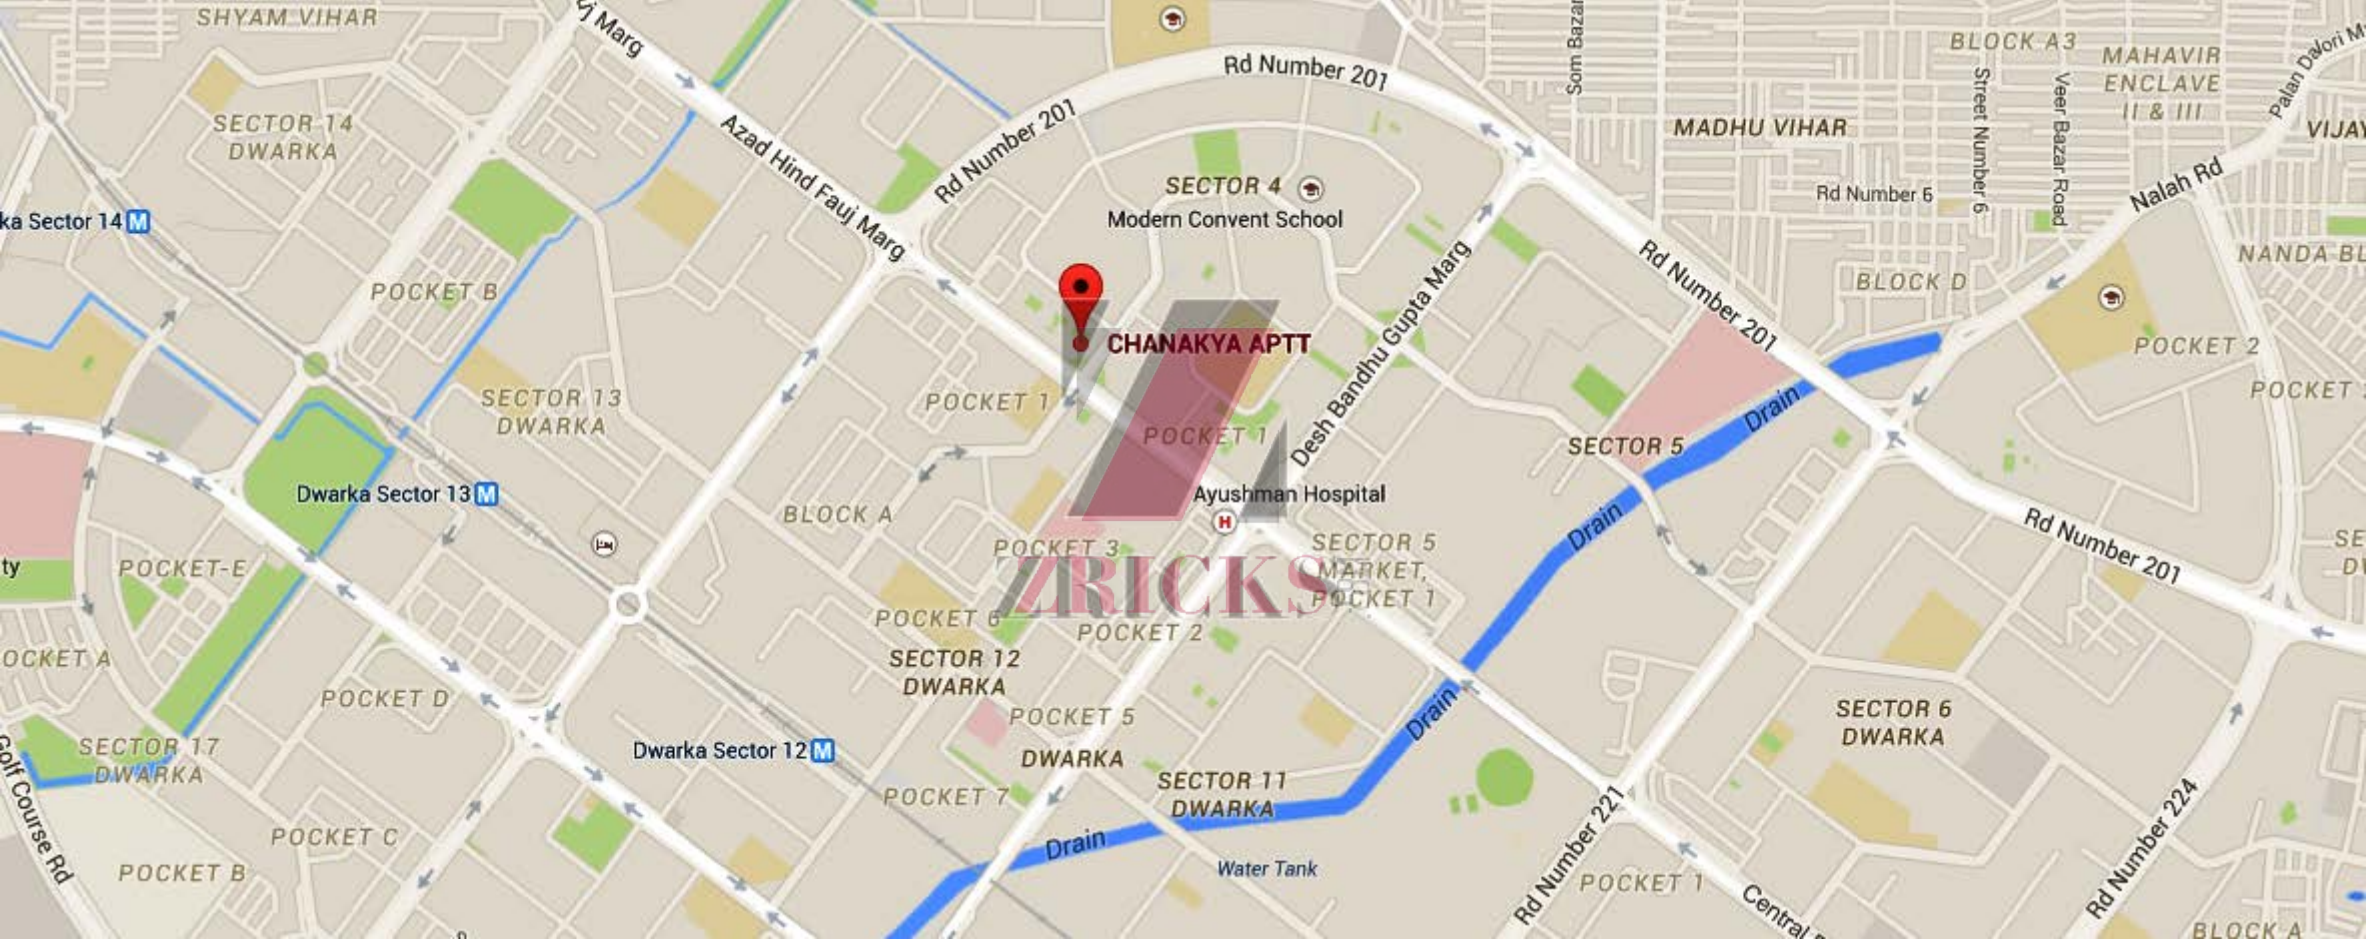 SHYAM VIHAR
j Marg
Rd Number 201
Som Bazar
BLOCK A3
MAHAVIR
ENCLAVE
II & III
SECTOR 14
DWARKA
Azad Hind Fauj Marg
Rd Number 201
MADHU VIHAR
Street Number 6
Veer Bazar Road
VIJAY
ka Sector 14 M
SECTOR 4
Modern Convent School
Rd Number 6
Nalah Rd
POCKET B
Desh Bandhu Gupta Marg
Rd Number 201
BLOCK D
NANDA BL
CHANAKYA APTT
POCKET 2
SECTOR 13
DWARKA
POCKET 1
POCKET 1
SECTOR 5
Drain
POCKET
Dwarka Sector 13 M
BLOCK A
Ayushman Hospital
H
Drain
Rd Number 201
ty
POCKET-E
POCKET 3
SECTOR 5
MARKET,
POCKET 1
ZRICKS
SE
POCKET 6
POCKET 2
OCKET A
SECTOR 12
DWARKA
POCKET D
POCKET 5
DWARKA
Drain
SECTOR 6
DWARKA
SECTOR 17
DWARKA
Dwarka Sector 12 M
SECTOR 11
DWARKA
POCKET 7
Golf Course Rd
POCKET C
Drain
Rd Number 221
Rd Number 224
POCKET B
Water Tank
POCKET 1
Central
BLOCK A